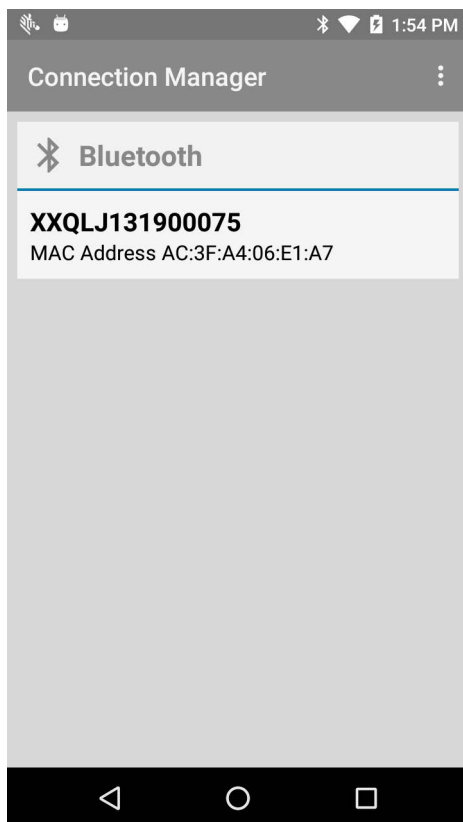 1:54 PM
Connection Manager
Bluetooth
XXQLJ131900075
MAC Address AC:3F:A4:06:E1:A7